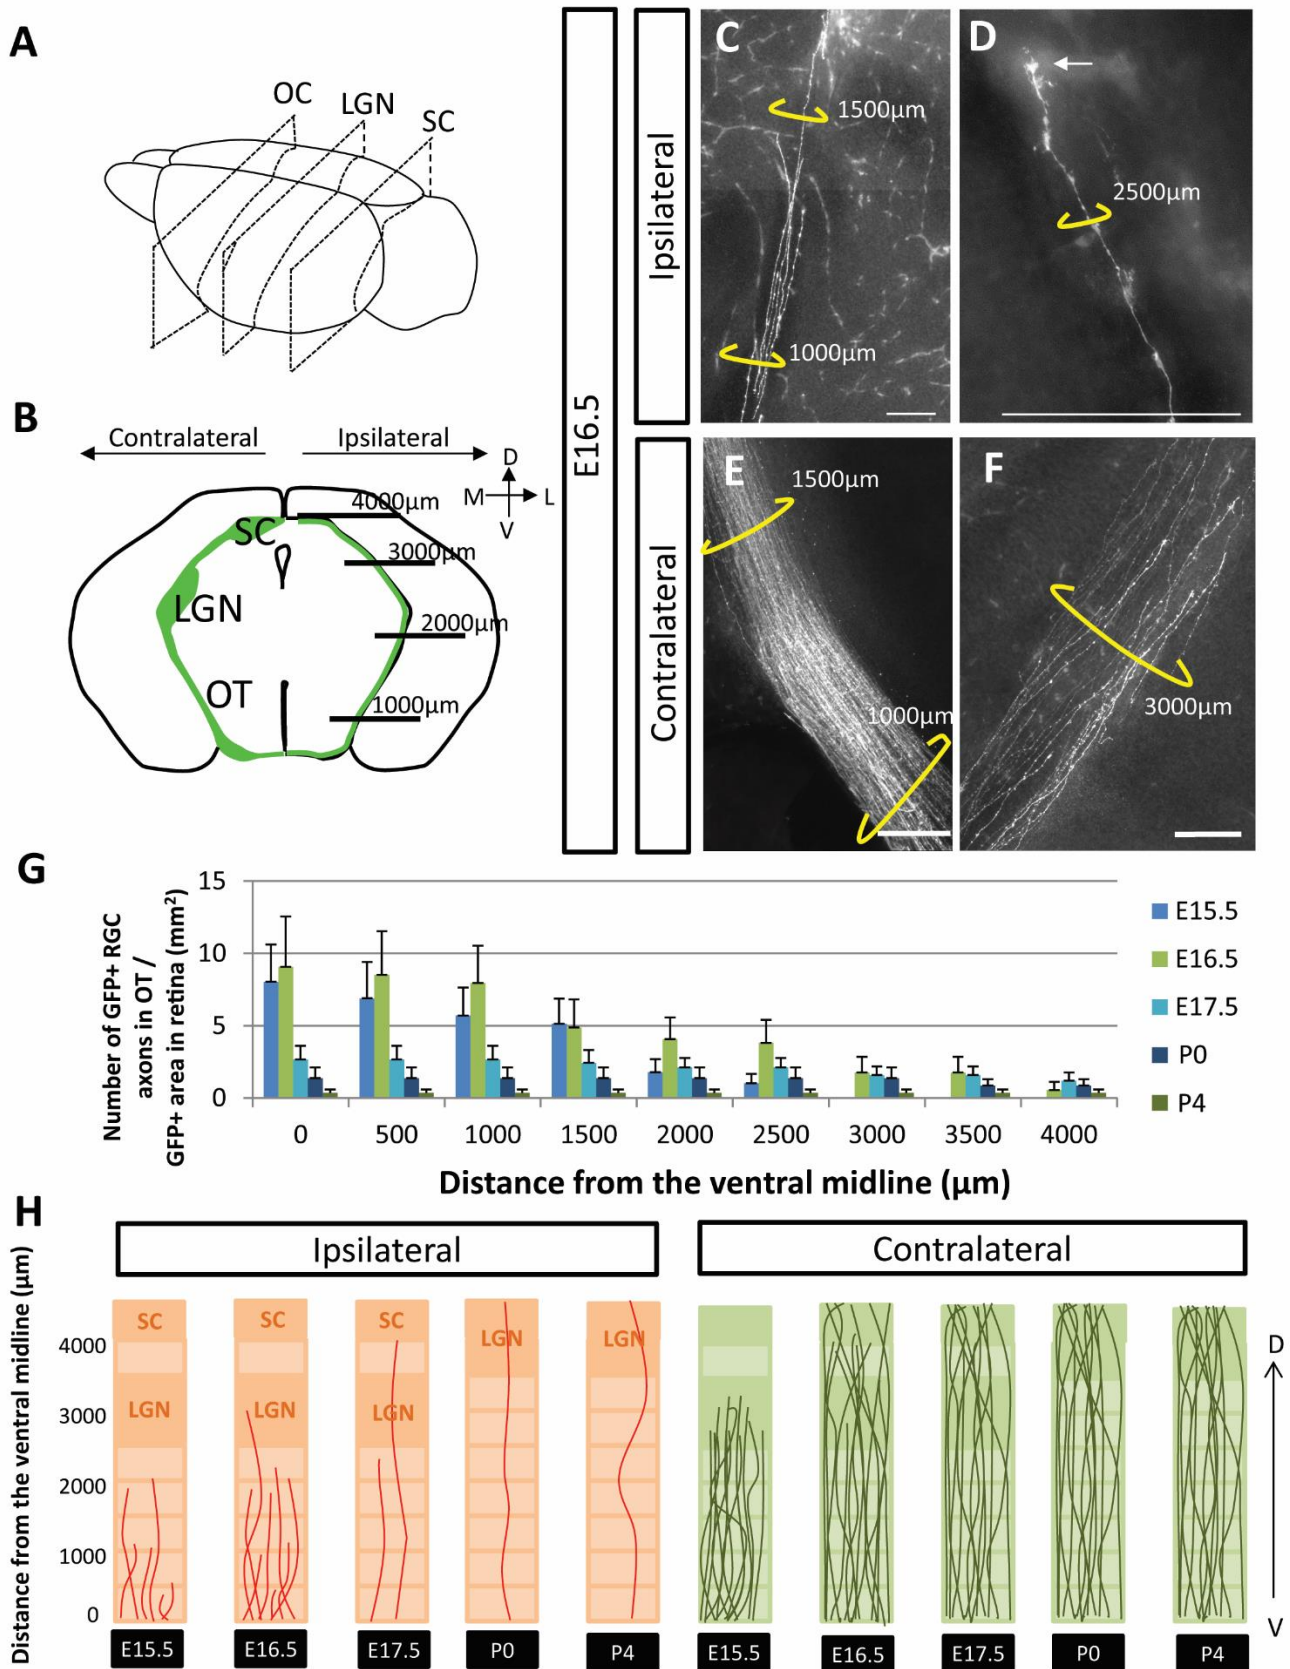 A
OC
LGN
SC
B
Contralateral
Ipsilateral
D
M
L
V
4000µm
SC
3000µm
LGN
2000µm
OT
1000µm
E16.5
Ipsilateral
Contralateral
C
1500µm
1000µm
D
2500µm
E
1500µm
1000µm
F
3000µm
G
Number of GFP+ RGC
axons in OT /
GFP+ area in retina (mm²)
15
10
5
0
0 500 1000 1500 2000 2500 3000 3500 4000
Distance from the ventral midline (µm)
E15.5
E16.5
E17.5
P0
P4
H
Ipsilateral
Contralateral
Distance from the ventral midline (µm)
4000
3000
2000
1000
0
SC SC SC LGN LGN
LGN LGN LGN
D
V
E15.5 E16.5 E17.5 P0 P4 E15.5 E16.5 E17.5 P0 P4